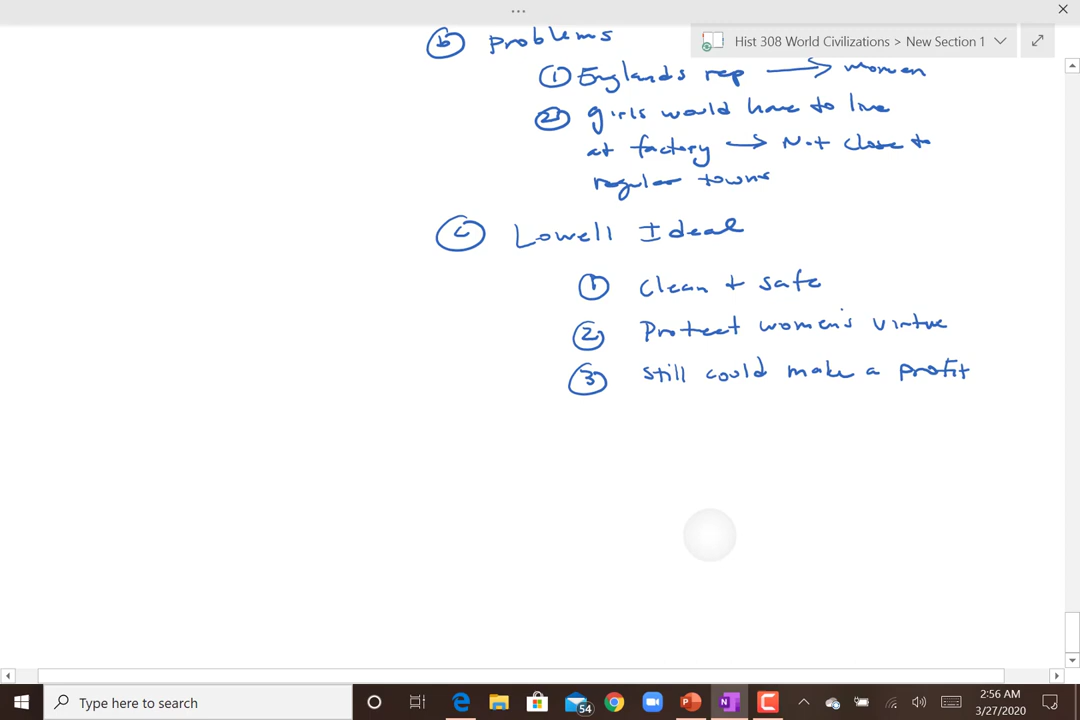 ...
b Problems
Hist 308 World Civilizations > New Section 1
1 Englands rep → women
2 girls would have to live
at factory → Not close to
regular towns
c Lowell Ideal
1 Clean + safe
2 Protect women's virtue
3 still could make a profit
Type here to search
54
2:56 AM
3/27/2020